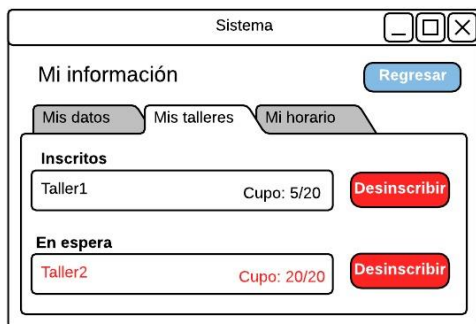 Sistema
Mi información
Regresar
Mis datos
Mis talleres
Mi horario
Inscritos
Taller1
Cupo: 5/20
Desinscribir
En espera
Taller2
Cupo: 20/20
Desinscribir